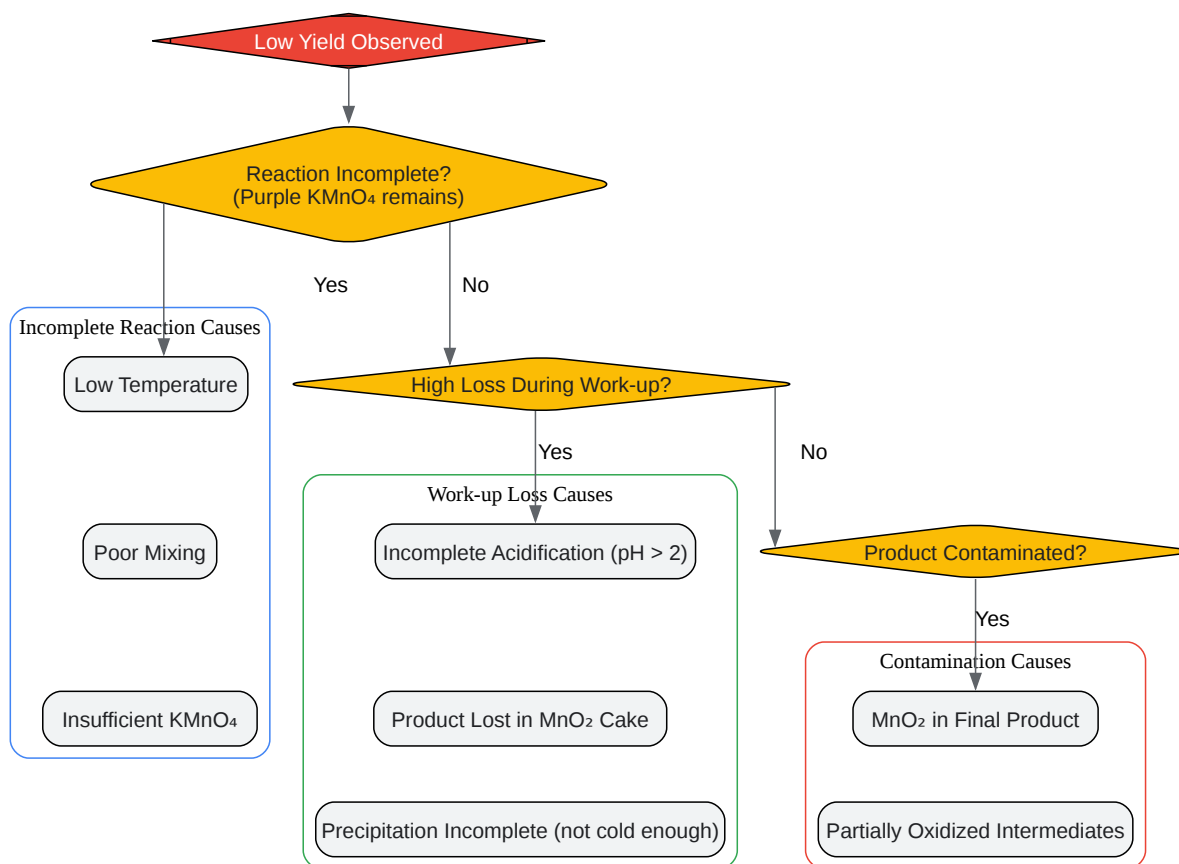 Low Yield Observed
Reaction Incomplete?
(Purple KMnO₄ remains)
Yes
No
Incomplete Reaction Causes
Low Temperature
Poor Mixing
Insufficient KMnO₄
High Loss During Work-up?
Yes
No
Work-up Loss Causes
Incomplete Acidification (pH > 2)
Product Lost in MnO₂ Cake
Precipitation Incomplete (not cold enough)
Product Contaminated?
Yes
Contamination Causes
MnO₂ in Final Product
Partially Oxidized Intermediates